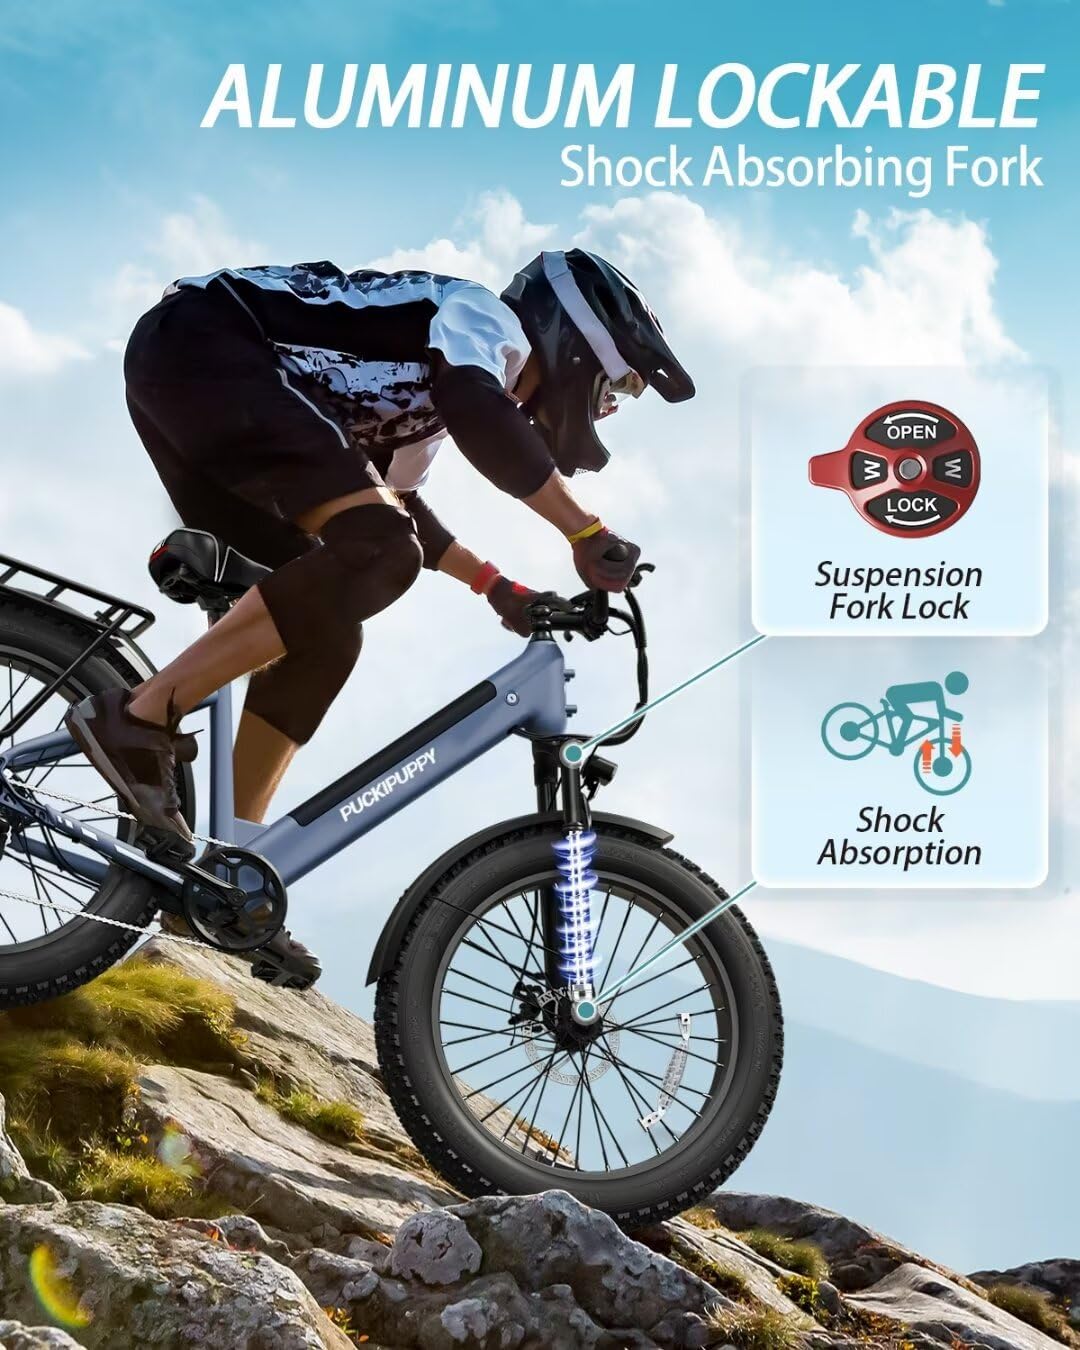 ALUMINUM LOCKABLE
Shock Absorbing Fork
OPEN
LOCK
Suspension
Fork Lock
PUCKIPUPPY
Shock
Absorption